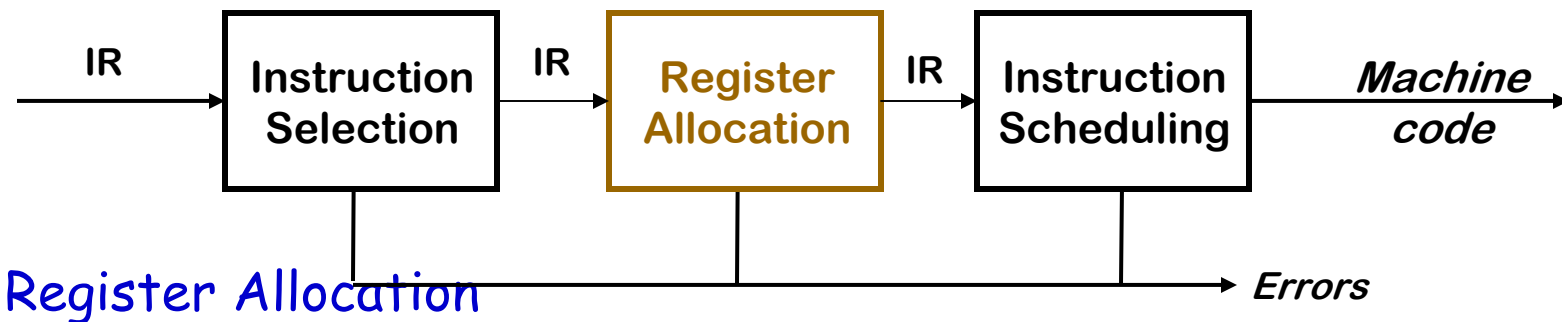 IR
Instruction
Selection
IR
Register
Allocation
IR
Instruction
Scheduling
Machine
code
Errors
Register Allocation